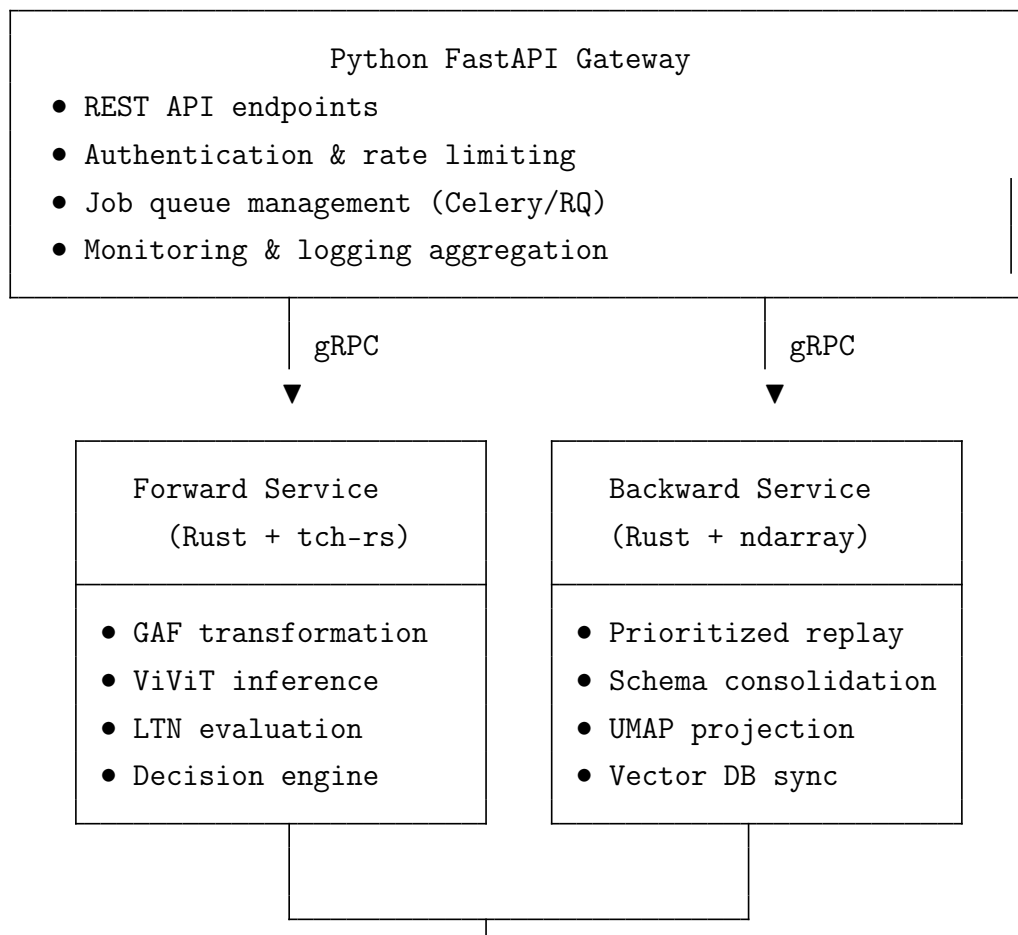 Python FastAPI Gateway
• REST API endpoints
• Authentication & rate limiting
• Job queue management (Celery/RQ)
• Monitoring & logging aggregation
gRPC
gRPC
Forward Service
(Rust + tch-rs)
• GAF transformation
• ViViT inference
• LTN evaluation
• Decision engine
Backward Service
(Rust + ndarray)
• Prioritized replay
• Schema consolidation
• UMAP projection
• Vector DB sync